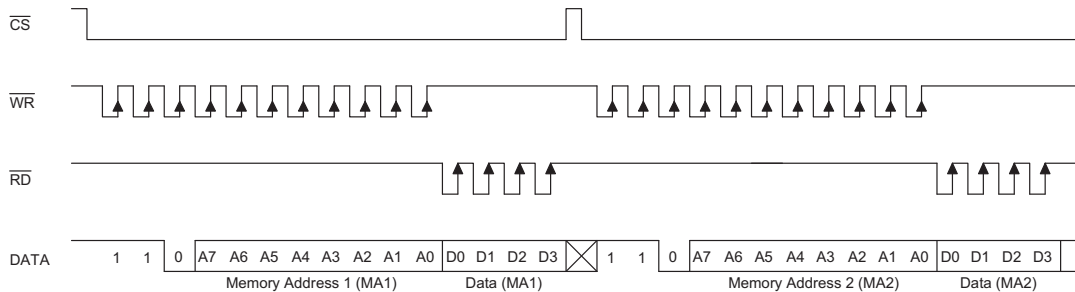 CS
WR
RD
DATA 1 1 0 A7 A6 A5 A4 A3 A2 A1 A0 D0 D1 D2 D3 1 1 0 A7 A6 A5 A4 A3 A2 A1 A0 D0 D1 D2 D3
Memory Address 1 (MA1) Data (MA1) Memory Address 2 (MA2) Data (MA2)